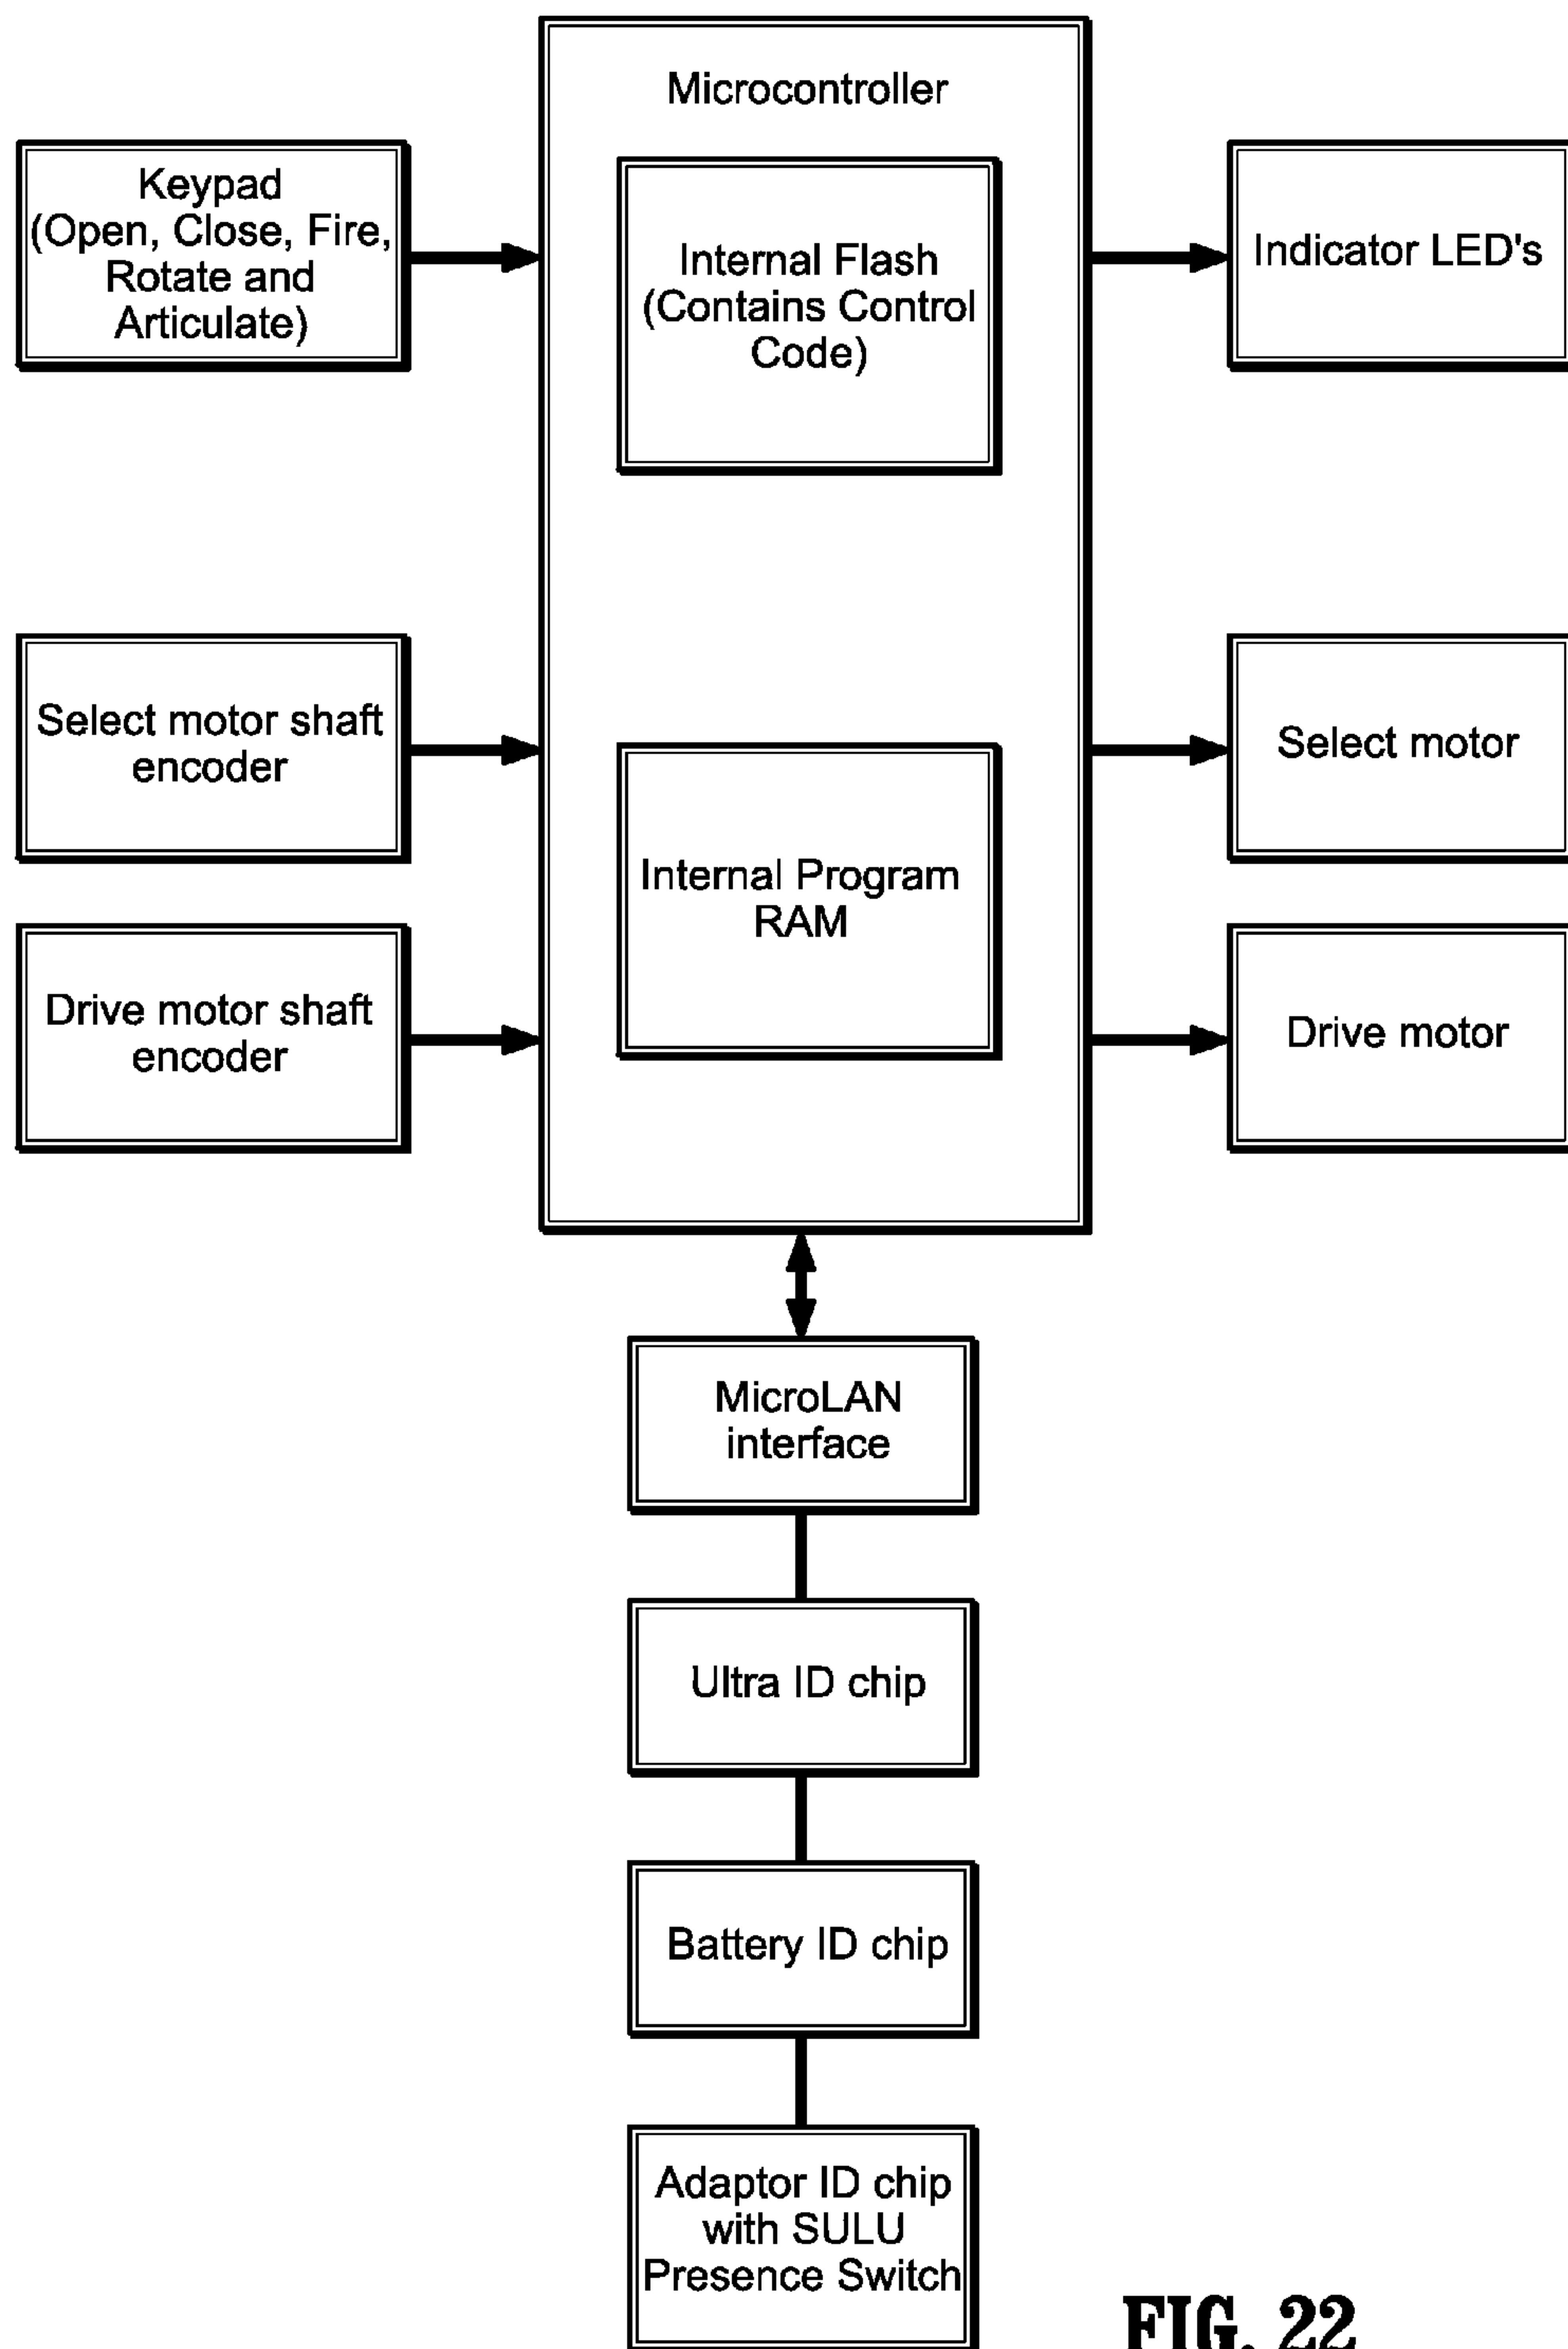 Microcontroller
Keypad
(Open, Close, Fire,
Rotate and
Articulate)
Internal Flash
(Contains Control
Code)
Indicator LED's
Select motor shaft
encoder
Select motor
Internal Program
RAM
Drive motor shaft
encoder
Drive motor
MicroLAN
interface
Ultra ID chip
Battery ID chip
Adaptor ID chip
with SULU
Presence Switch
FIG. 22